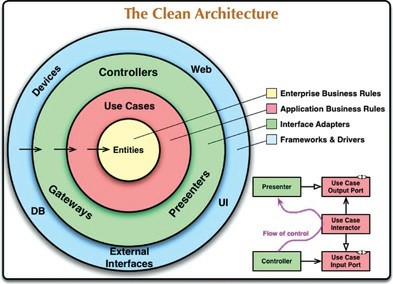 The Clean Architecture
Devices
Web
Controllers
Use Cases
Entities
Gateways
Presenters
DB
UI
External
Interfaces
Enterprise Business Rules
Application Business Rules
Interface Adapters
Frameworks & Drivers
Presenter
Use Case
Output Port
Use Case
Interactor
Flow of control
Controller
Use Case
Input Port